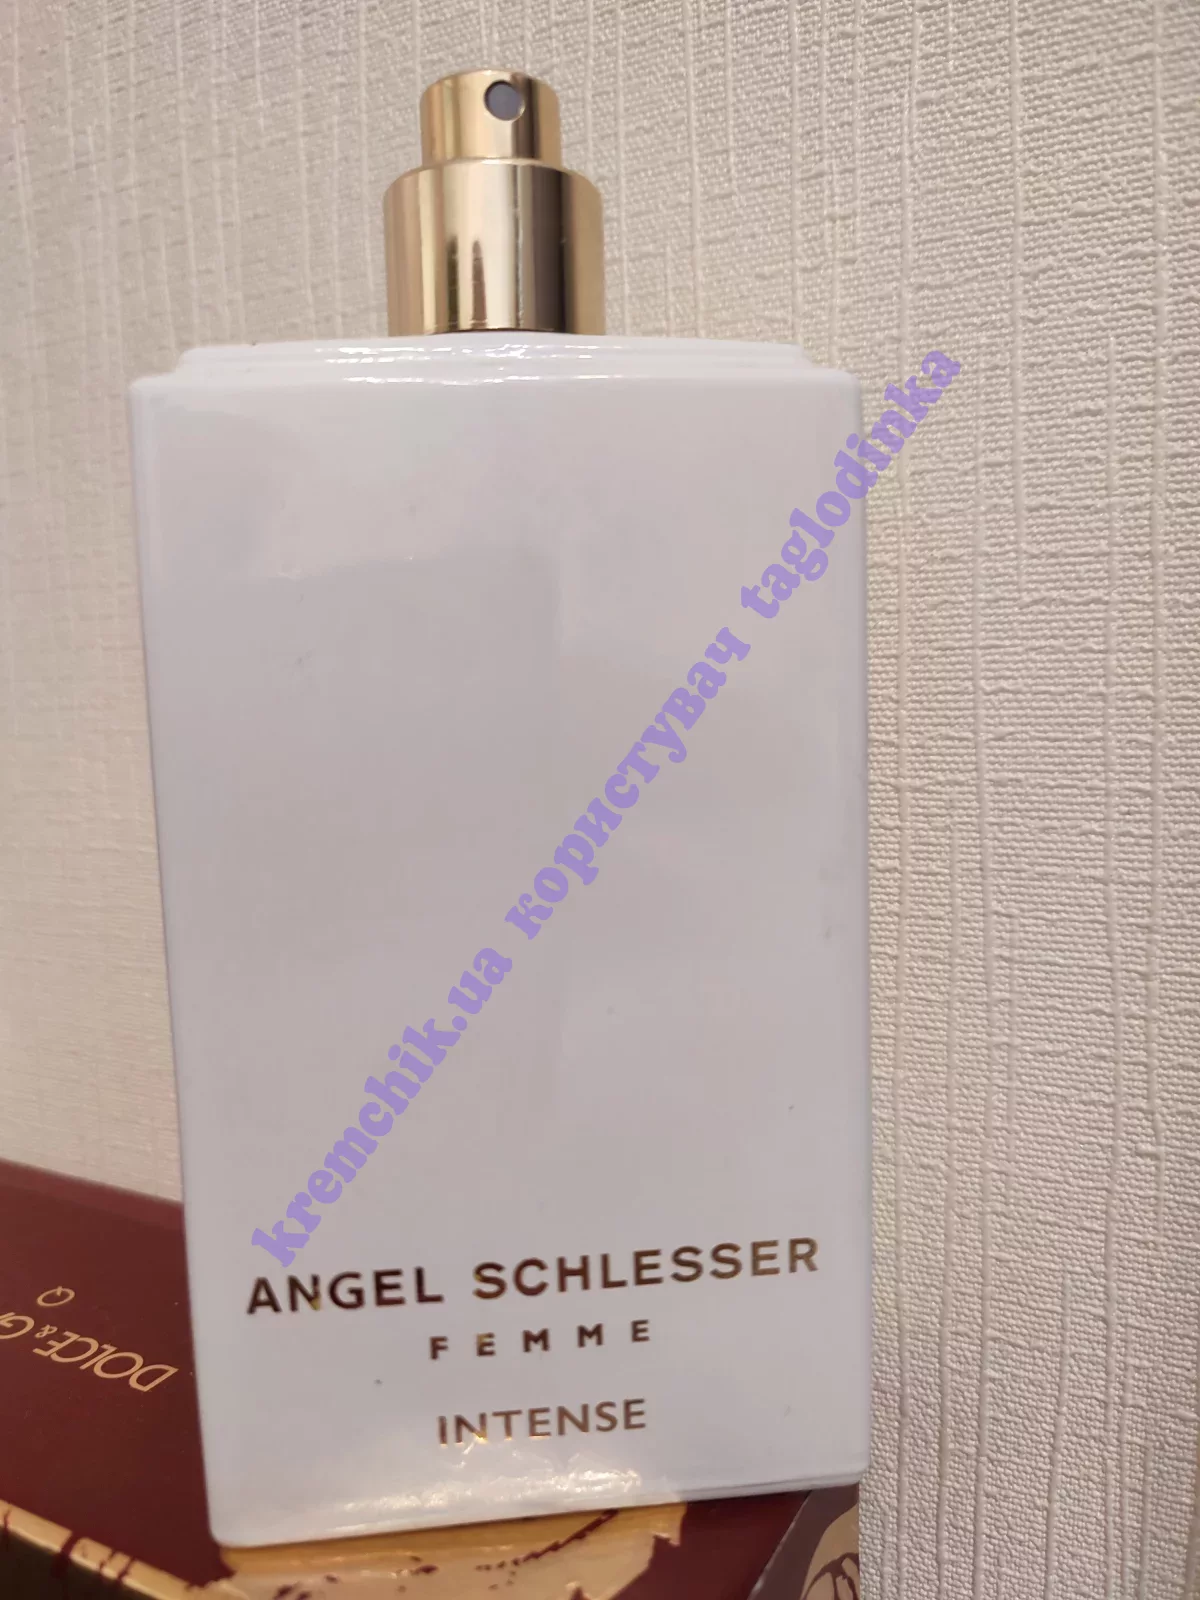 kremchik.ua користувач taglodinka
ANGEL SCHLESSER
FEMME
INTENSE
DOLCE & G
Q